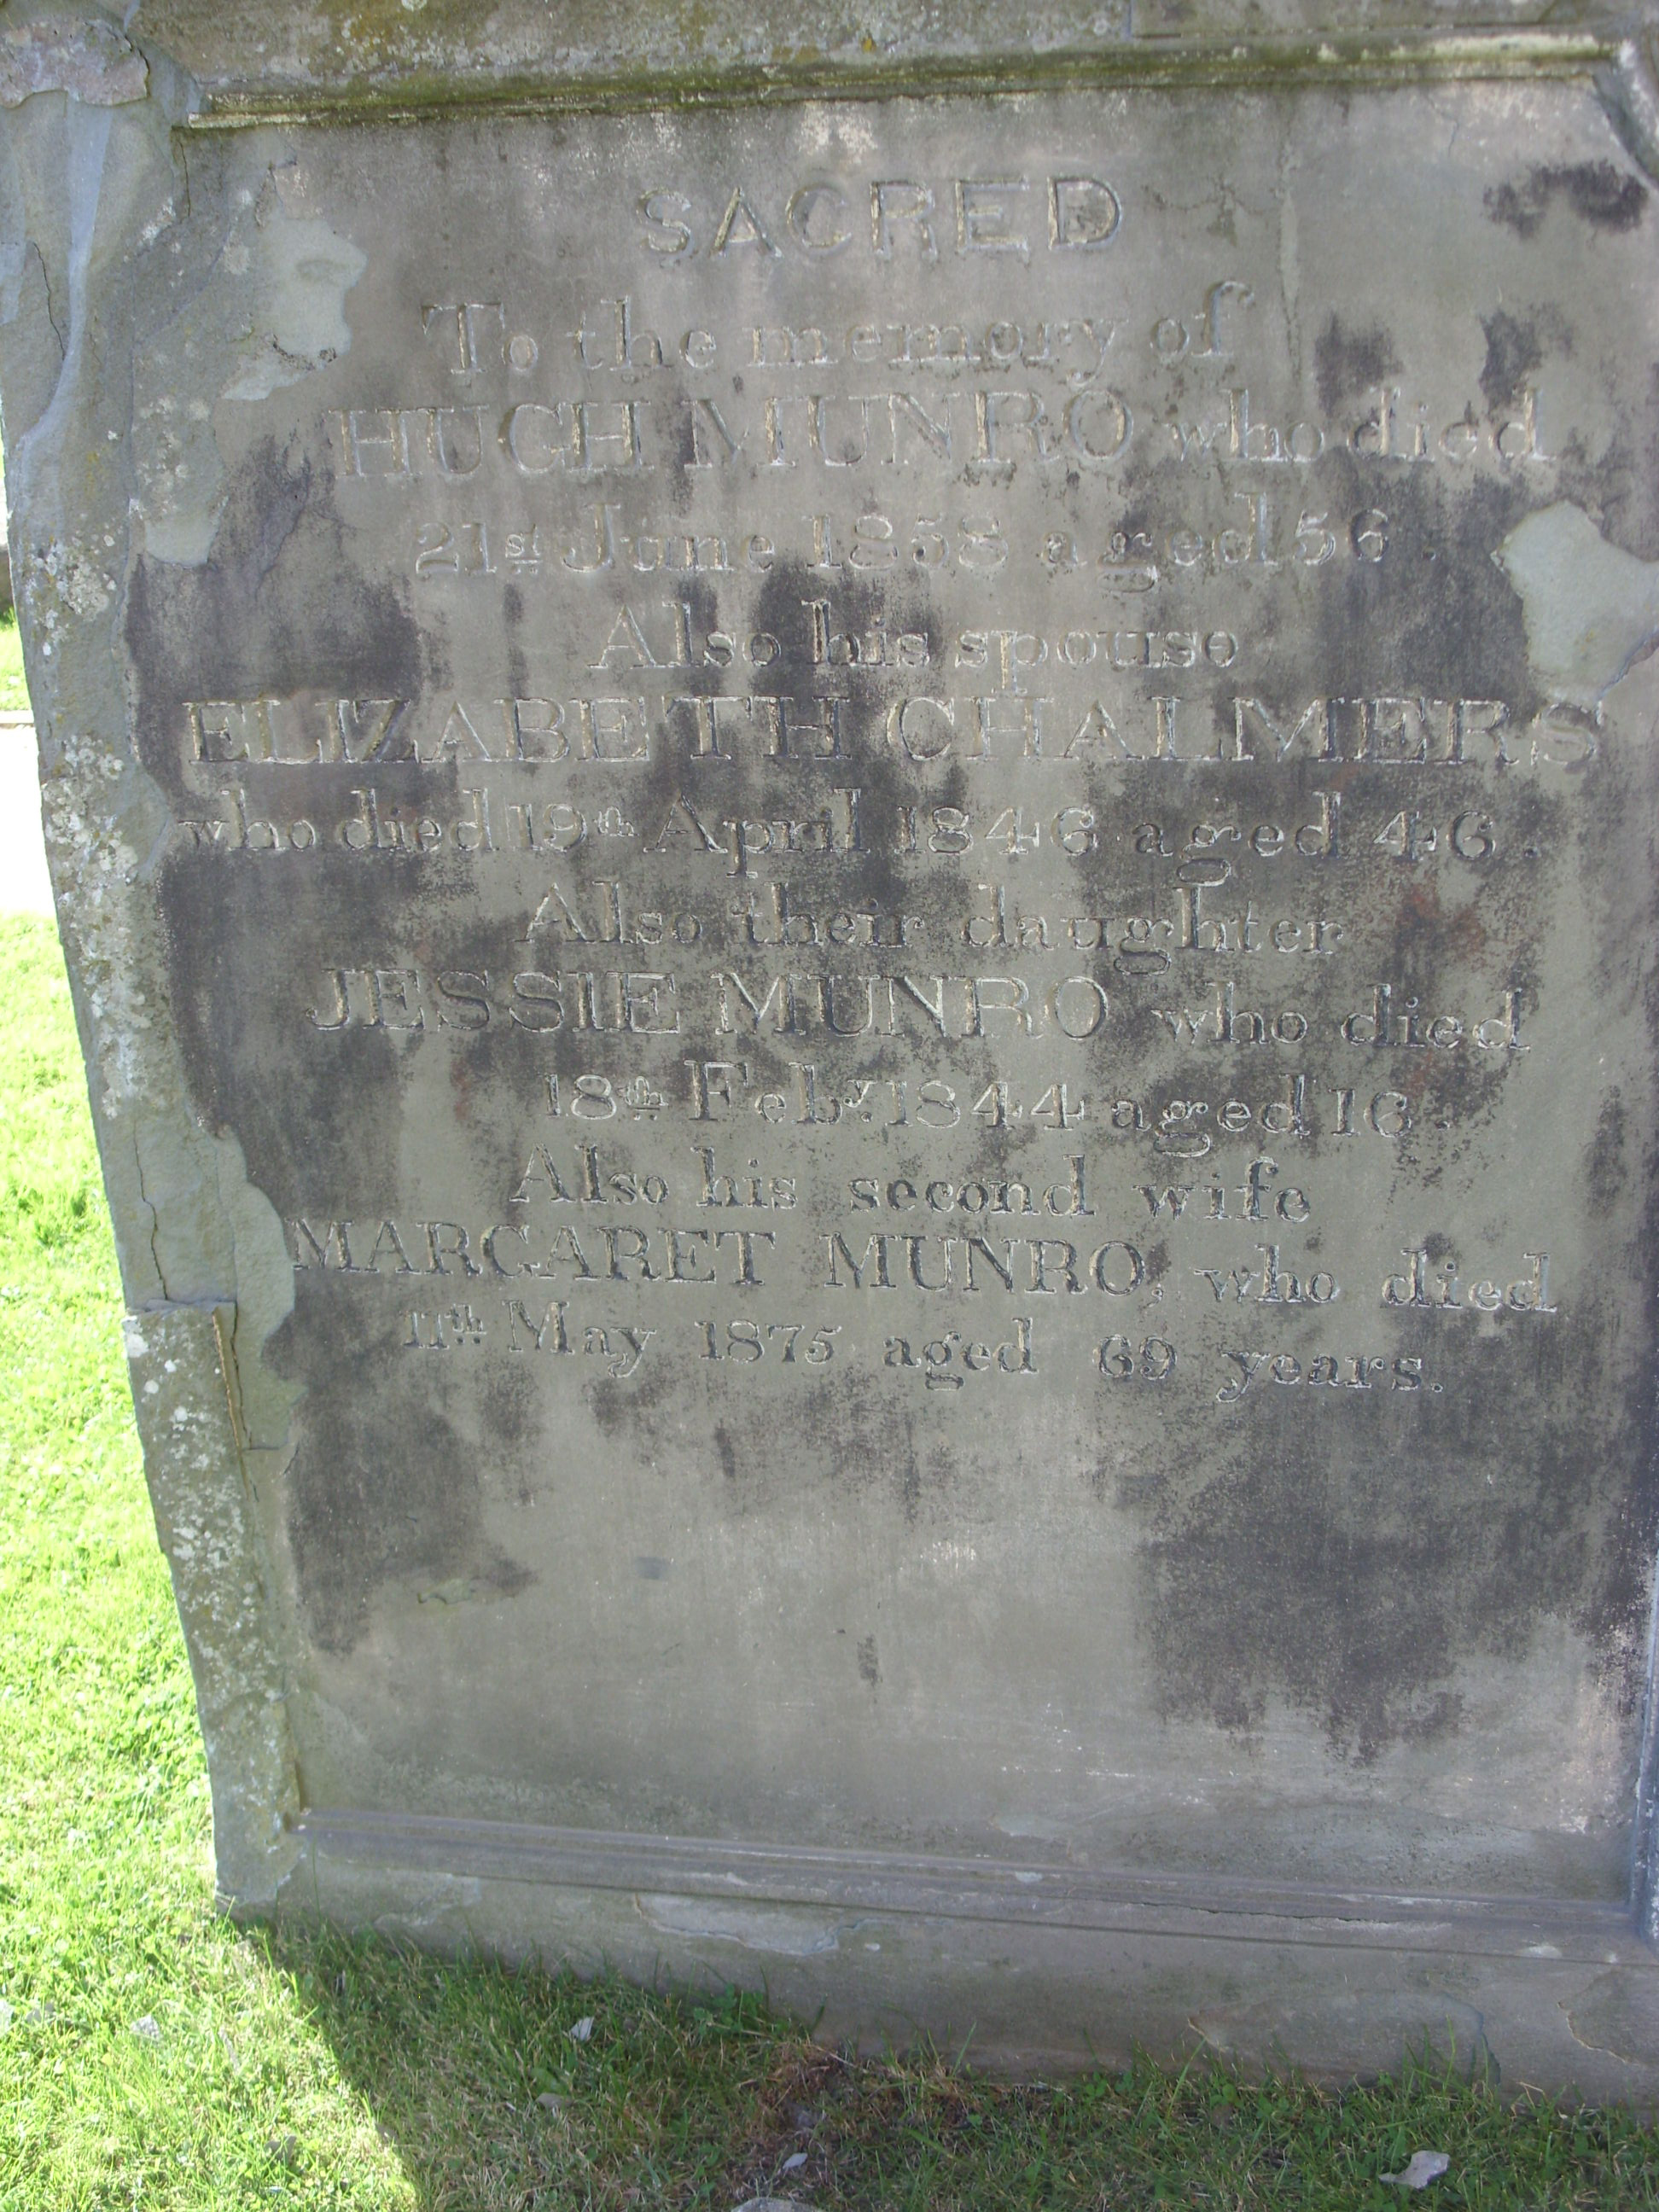 SACRED
To the memory of
HUGH MUNRO who died
21st June 1858 aged 56.
Also his spouse
ELIZABETH CHALMERS
who died 19th April 1846 aged 46.
Also their daughter
JESSIE MUNRO who died
18th Feby. 1844 aged 16.
Also his second wife
MARGARET MUNRO, who died
11th May 1875 aged 69 years.